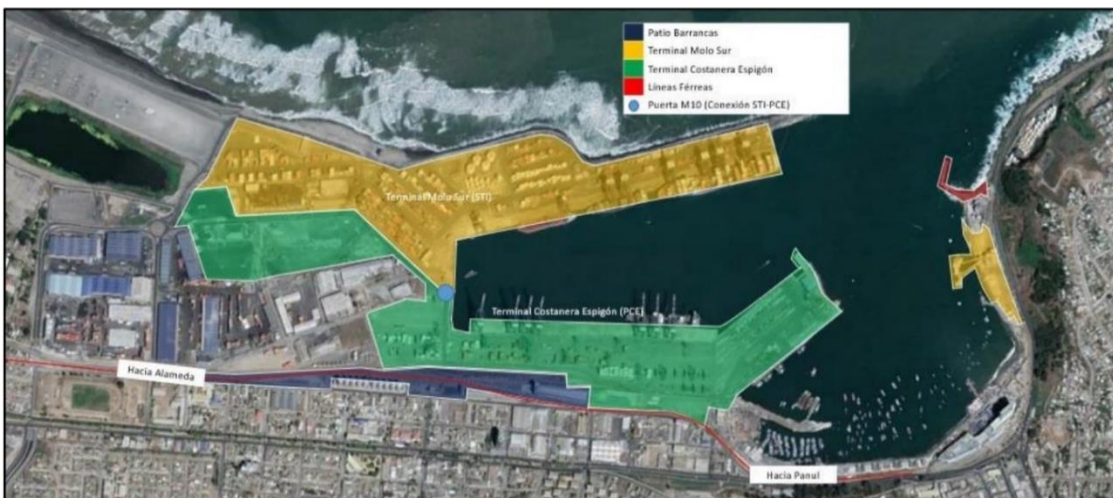 Patio Barrancas
Terminal Molo Sur
Terminal Costanera Espigón
Líneas Férreas
Puerta M10 (Conexión STI-PCE)
Terminal Molo Sur (STI)
Terminal Costanera Espigón (PCE)
Hacia Alameda
Hacia Panul